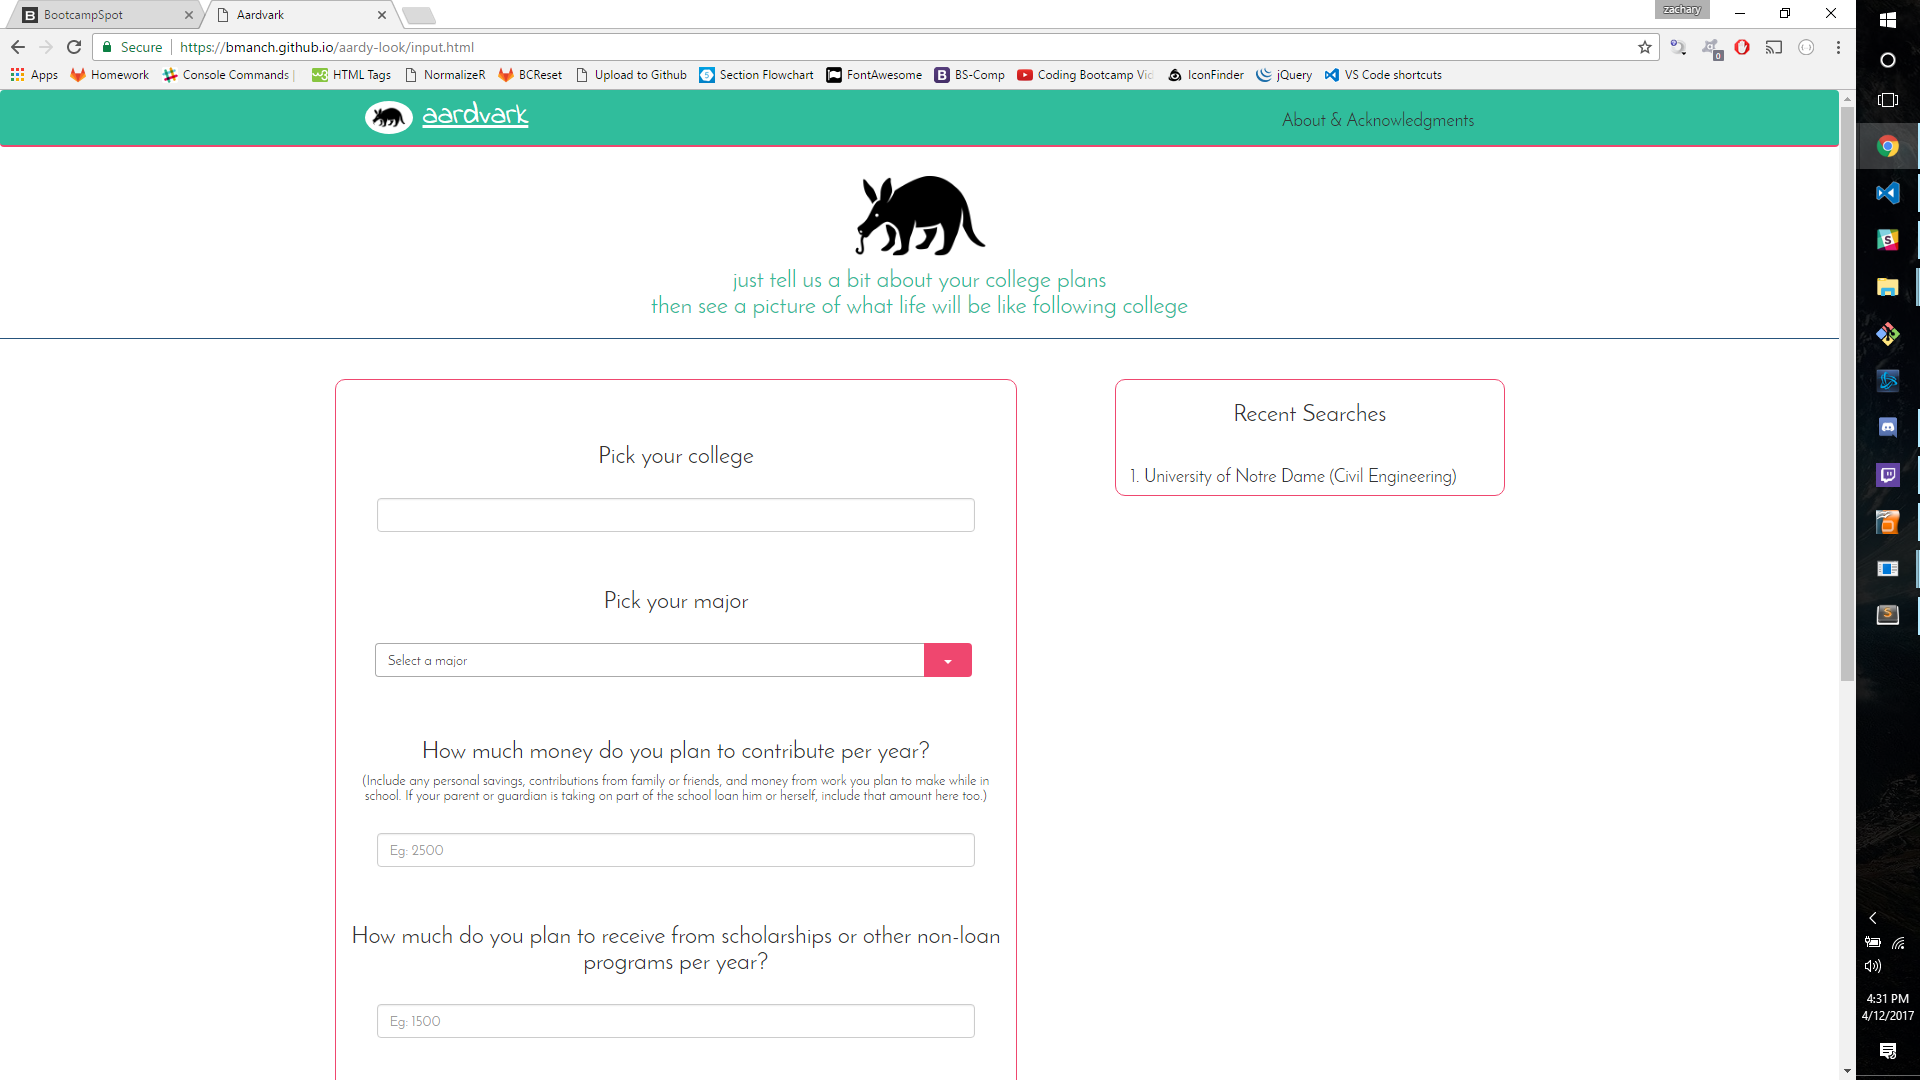 BootcampSpot
Aardvark
zachary
Secure
https://bmanch.github.io/aardy-look/input.html
Apps
Homework
Console Commands |
HTML Tags
NormalizeR
BCReset
Upload to Github
Section Flowchart
FontAwesome
BS-Comp
Coding Bootcamp Vid
IconFinder
jQuery
VS Code shortcuts
aardvark
About & Acknowledgments
just tell us a bit about your college plans
then see a picture of what life will be like following college
Pick your college
Pick your major
Select a major
How much money do you plan to contribute per year?
(Include any personal savings, contributions from family or friends, and money from work you plan to make while in
school. If your parent or guardian is taking on part of the school loan him or herself, include that amount here too.)
Eg: 2500
How much do you plan to receive from scholarships or other non-loan
programs per year?
Eg: 1500
Recent Searches
1. University of Notre Dame (Civil Engineering)
4:31 PM
4/12/2017